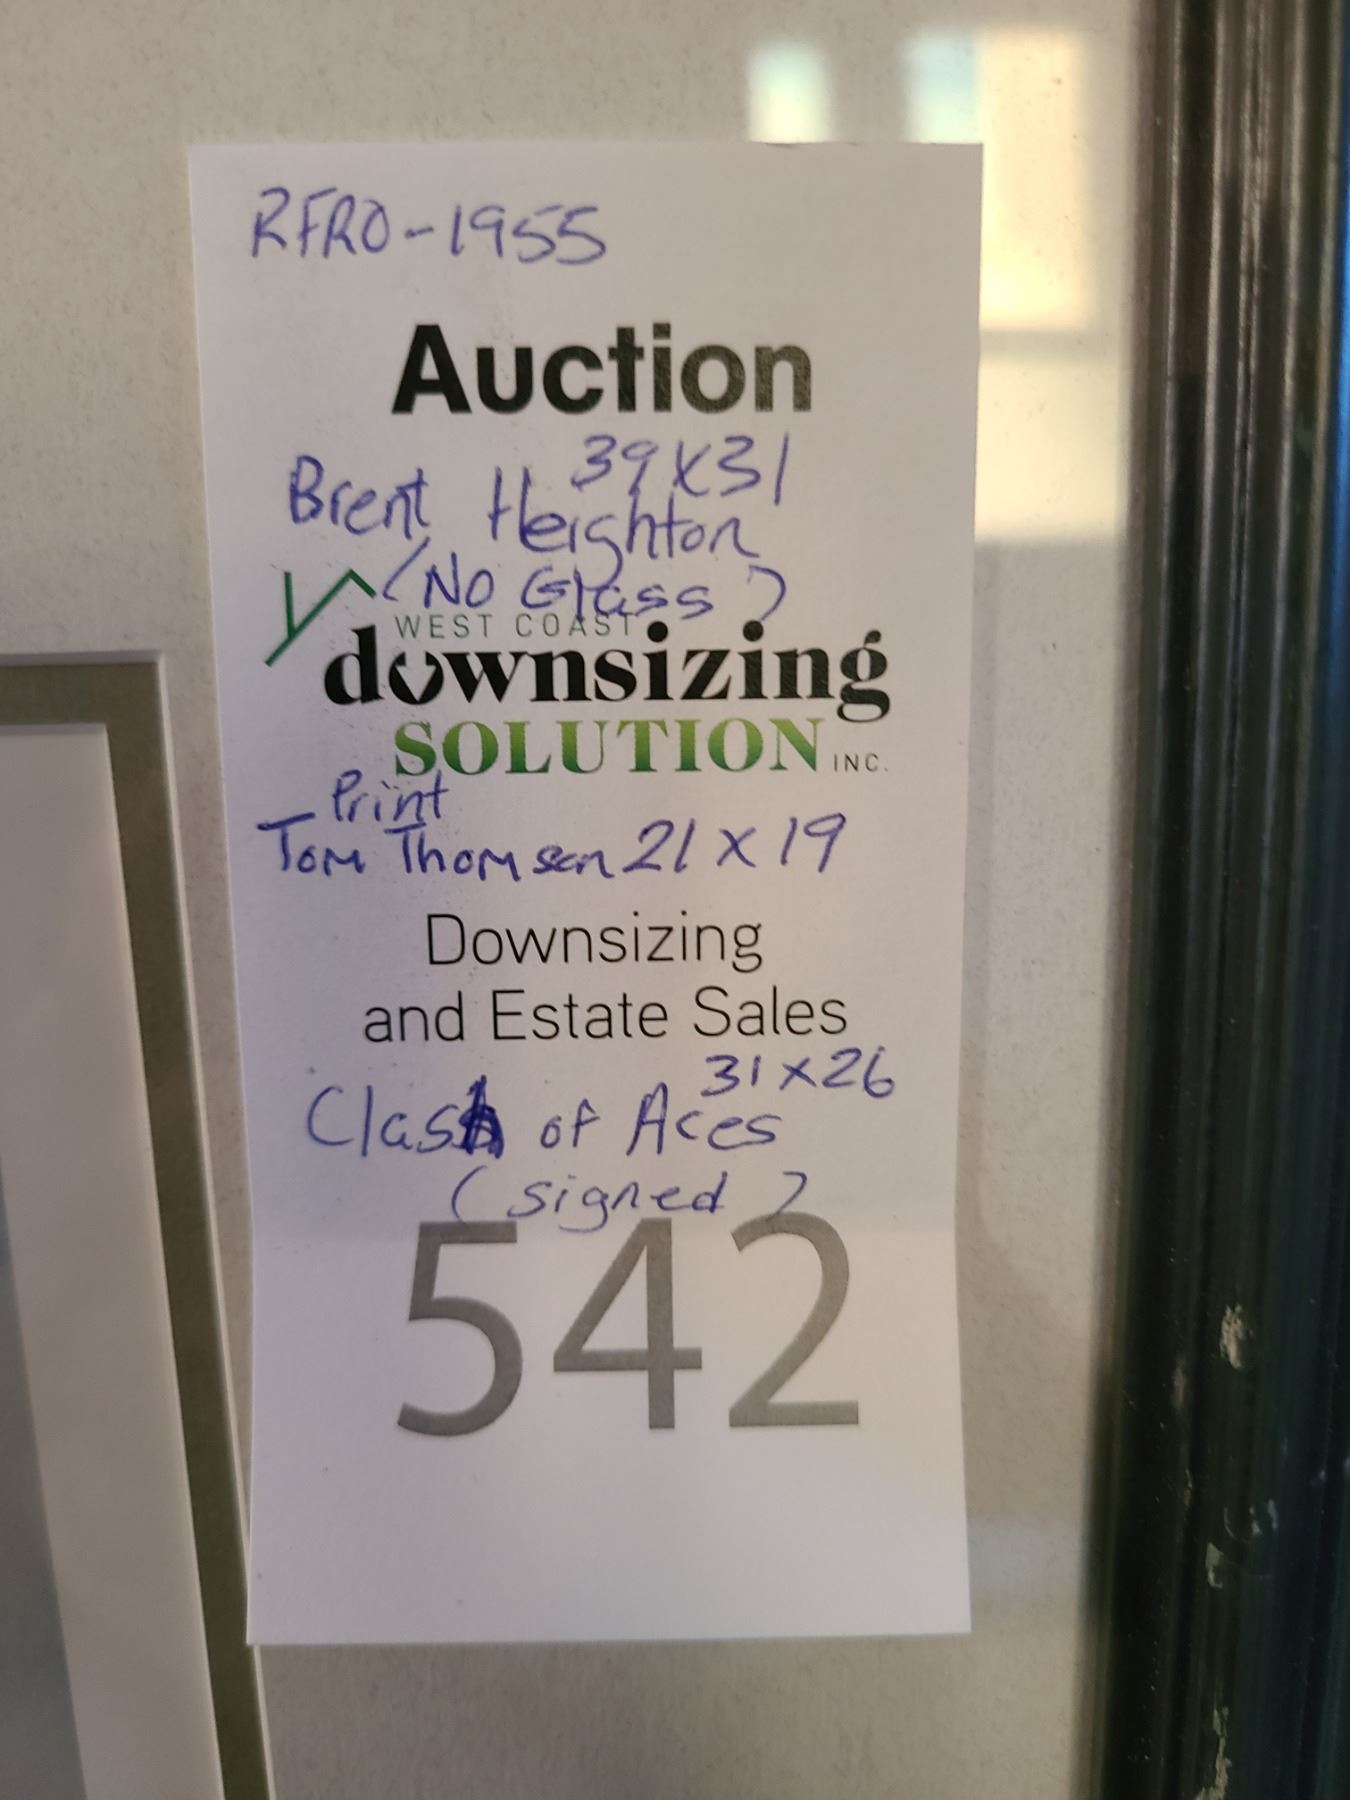 RFRO-1955
Auction
39x31
Brent Heighton
(No Glass)
WEST COAST
downsizing
SOLUTION INC.
Print
Tom Thomsen 21 x 19
Downsizing
and Estate Sales
31x26
Clash of Aces
(signed)
542